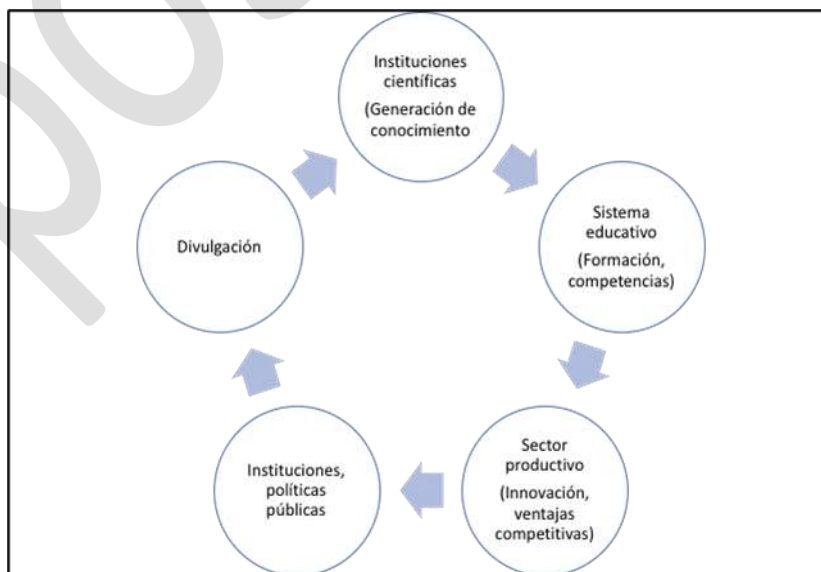 Instituciones
científicas
(Generación de
conocimiento
Sistema
educativo
(Formación,
competencias)
Sector
productivo
(Innovación,
ventajas
competitivas)
Instituciones,
políticas
públicas
Divulgación